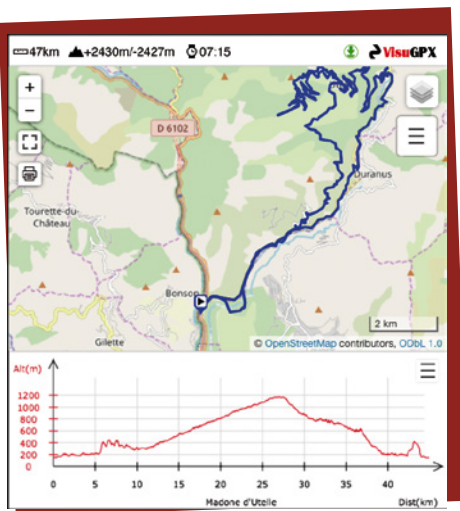 47km +2430m/-2427m 07:15 VisuGPX
+
−
D 6102
Duranus
Tourette-du-
Château
Bonson
Gilette
2 km
© OpenStreetMap contributors, ODbL 1.0
Alt(m)
1200
1000
800
600
400
200
0
0 5 10 15 20 25 30 35 40
Madone d'Utelle Dist(km)